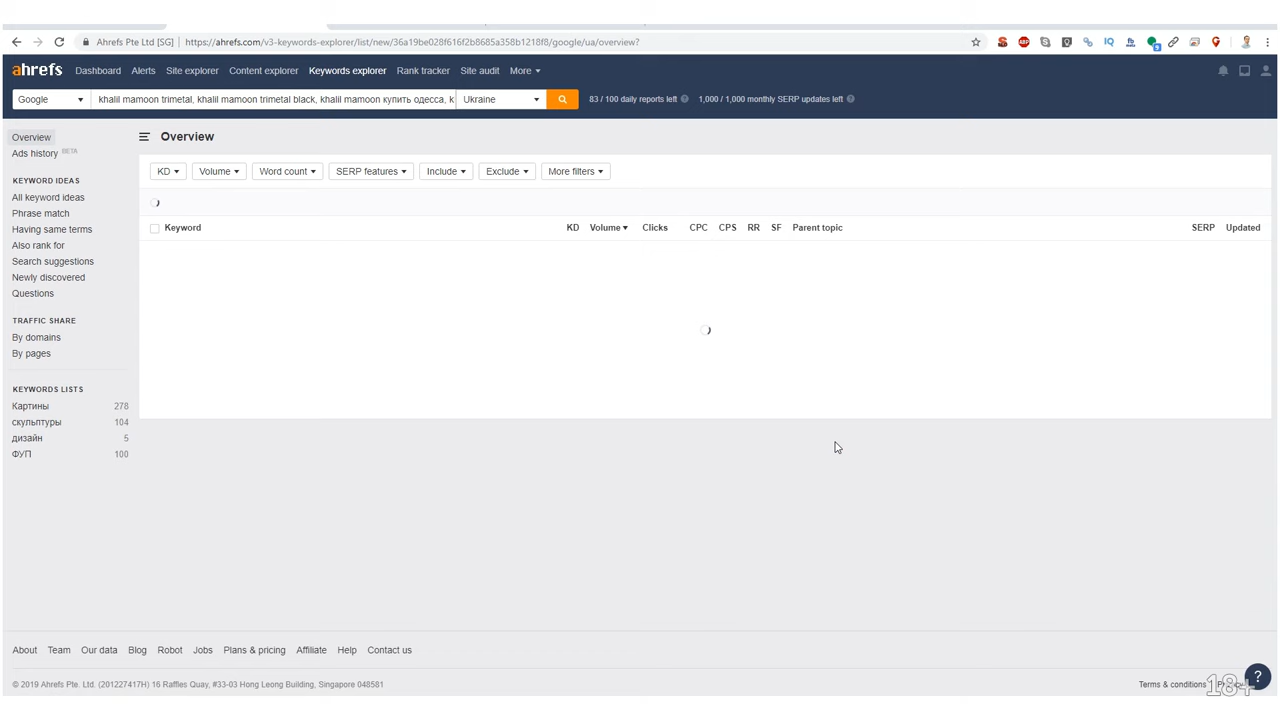 Ahrefs Pte Ltd [SG] https://ahrefs.com/v3-keywords-explorer/list/new/36a19be028f616f2b8685a358b1218f8/google/ua/overview?
ahrefs Dashboard Alerts Site explorer Content explorer Keywords explorer Rank tracker Site audit More
Google khalil mamoon trimetal, khalil mamoon trimetal black, khalil mamoon купить одесса, k Ukraine 83 / 100 daily reports left 1,000 / 1,000 monthly SERP updates left
Overview
Ads history BETA
KEYWORD IDEAS
All keyword ideas
Phrase match
Having same terms
Also rank for
Search suggestions
Newly discovered
Questions
TRAFFIC SHARE
By domains
By pages
KEYWORDS LISTS
Картины 278
скульптуры 104
дизайн 5
ФУП 100
Overview
KD Volume Word count SERP features Include Exclude More filters
Keyword KD Volume Clicks CPC CPS RR SF Parent topic SERP Updated
About Team Our data Blog Robot Jobs Plans & pricing Affiliate Help Contact us
© 2019 Ahrefs Pte. Ltd. (201227417H) 16 Raffles Quay, #33-03 Hong Leong Building, Singapore 048581
Terms & conditions
?
18+